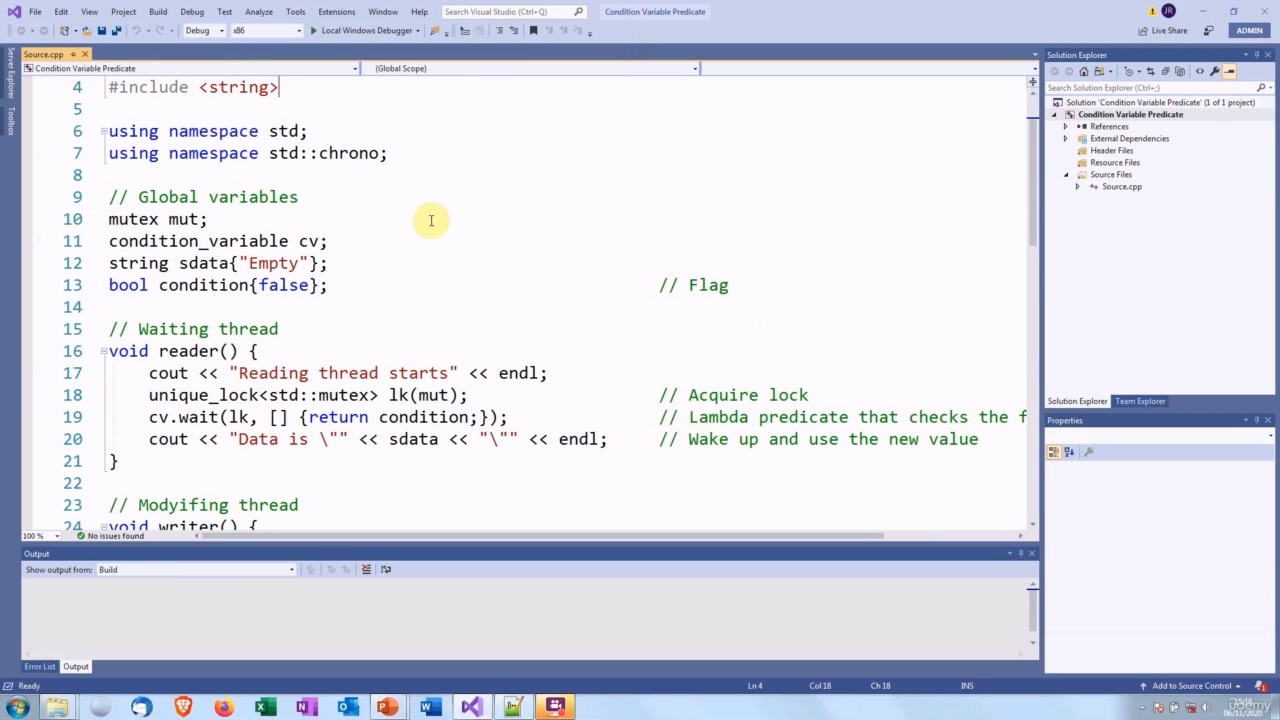 File Edit View Project Build Debug Test Analyze Tools Extensions Window Help Search Visual Studio (Ctrl+Q) Condition Variable Predicate JR
Debug x86 Local Windows Debugger Live Share ADMIN
Server Explorer
Toolbox
Source.cpp
Condition Variable Predicate (Global Scope)
4 #include <string>
5
6 using namespace std;
7 using namespace std::chrono;
8
9 // Global variables
10 mutex mut;
11 condition_variable cv;
12 string sdata{"Empty"};
13 bool condition{false}; // Flag
14
15 // Waiting thread
16 void reader() {
17 cout << "Reading thread starts" << endl;
18 unique_lock<std::mutex> lk(mut); // Acquire lock
19 cv.wait(lk, [] {return condition;}); // Lambda predicate that checks the f
20 cout << "Data is \"" << sdata << "\"" << endl; // Wake up and use the new value
21 }
22
23 // Modyifing thread
24 void writer() {
100 % No issues found
Output
Show output from: Build
Error List Output
Solution Explorer
Search Solution Explorer (Ctrl+;)
Solution 'Condition Variable Predicate' (1 of 1 project)
Condition Variable Predicate
References
External Dependencies
Header Files
Resource Files
Source Files
Source.cpp
Solution Explorer Team Explorer
Properties
Ready Ln 4 Col 18 Ch 18 INS Add to Source Control 1
udemy